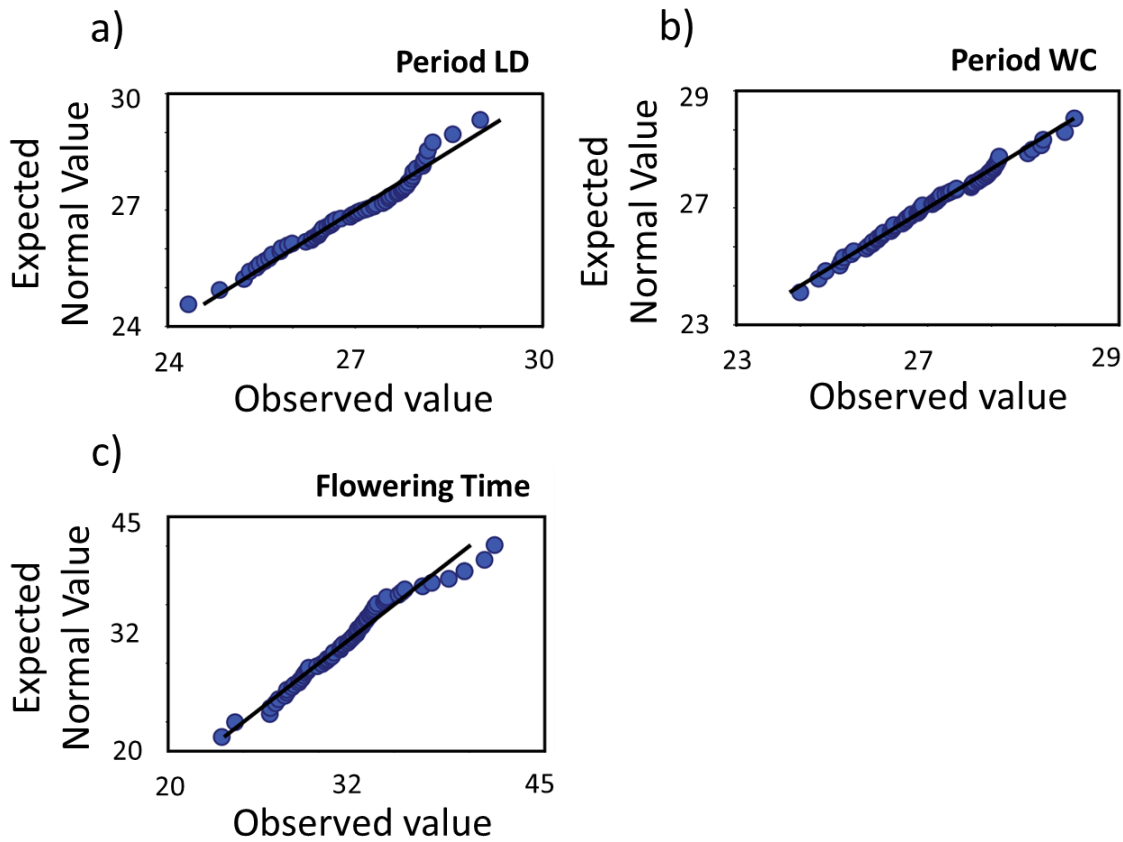 a)
Period LD
Expected
Normal Value
30
27
24
24 27 30
Observed value
b)
Period WC
Expected
Normal Value
29
27
23
23 27 29
Observed value
c)
Flowering Time
Expected
Normal Value
45
32
20
20 32 45
Observed value